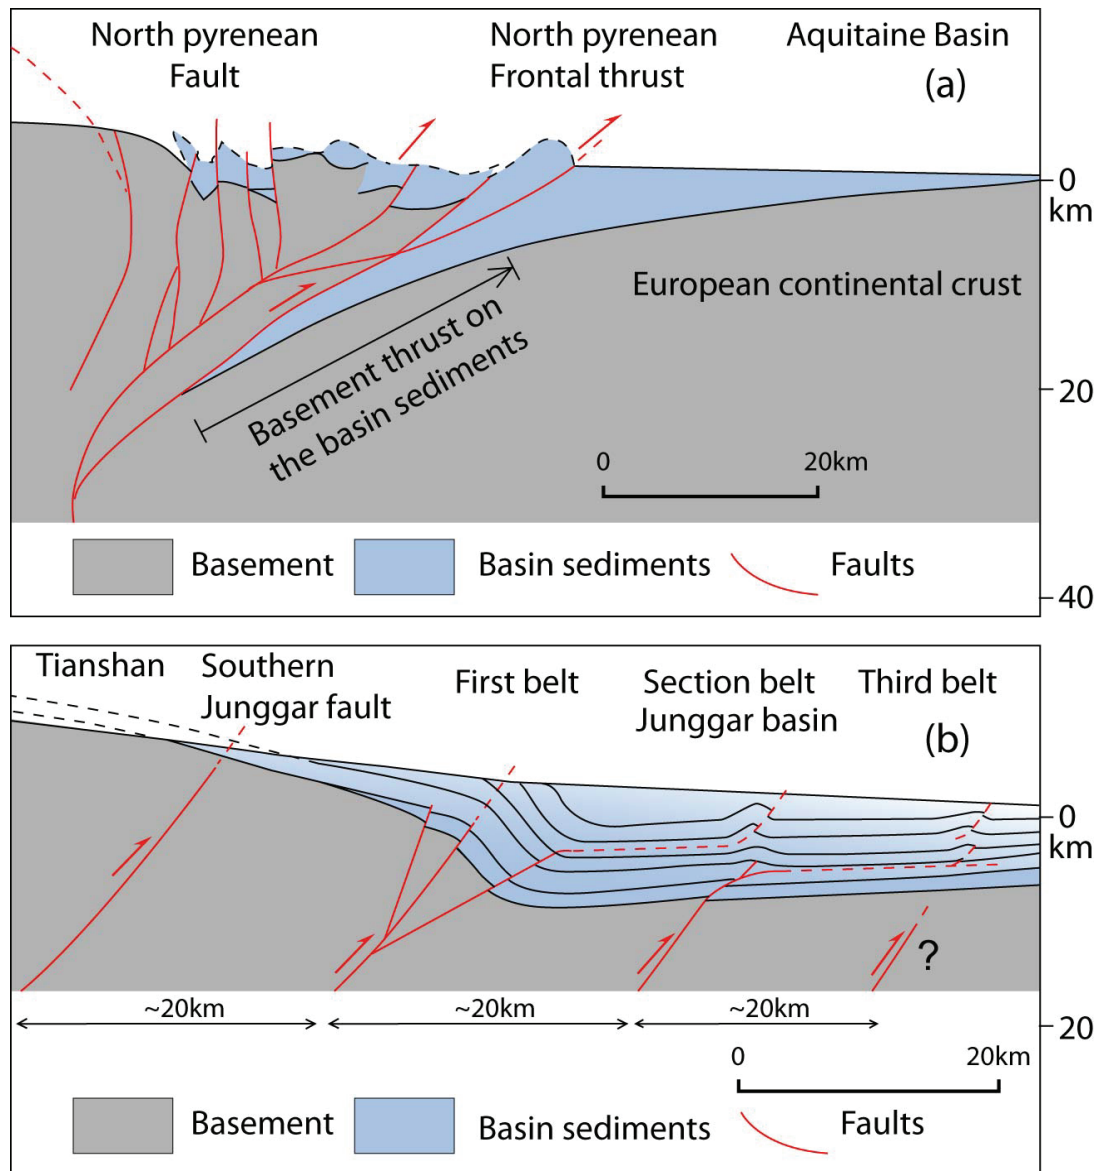 North pyrenean
Fault
North pyrenean
Frontal thrust
Aquitaine Basin
(a)
0
km
European continental crust
Basement thrust on
the basin sediments
20
0
20km
Basement
Basin sediments
Faults
40
Tianshan
Southern
Junggar fault
First belt
Section belt
Junggar basin
Third belt
(b)
0
km
?
~20km
~20km
~20km
20
0
20km
Basement
Basin sediments
Faults